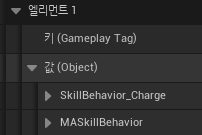 엘리먼트 1
키 (Gameplay Tag)
값 (Object)
SkillBehavior_Charge
MASkillBehavior